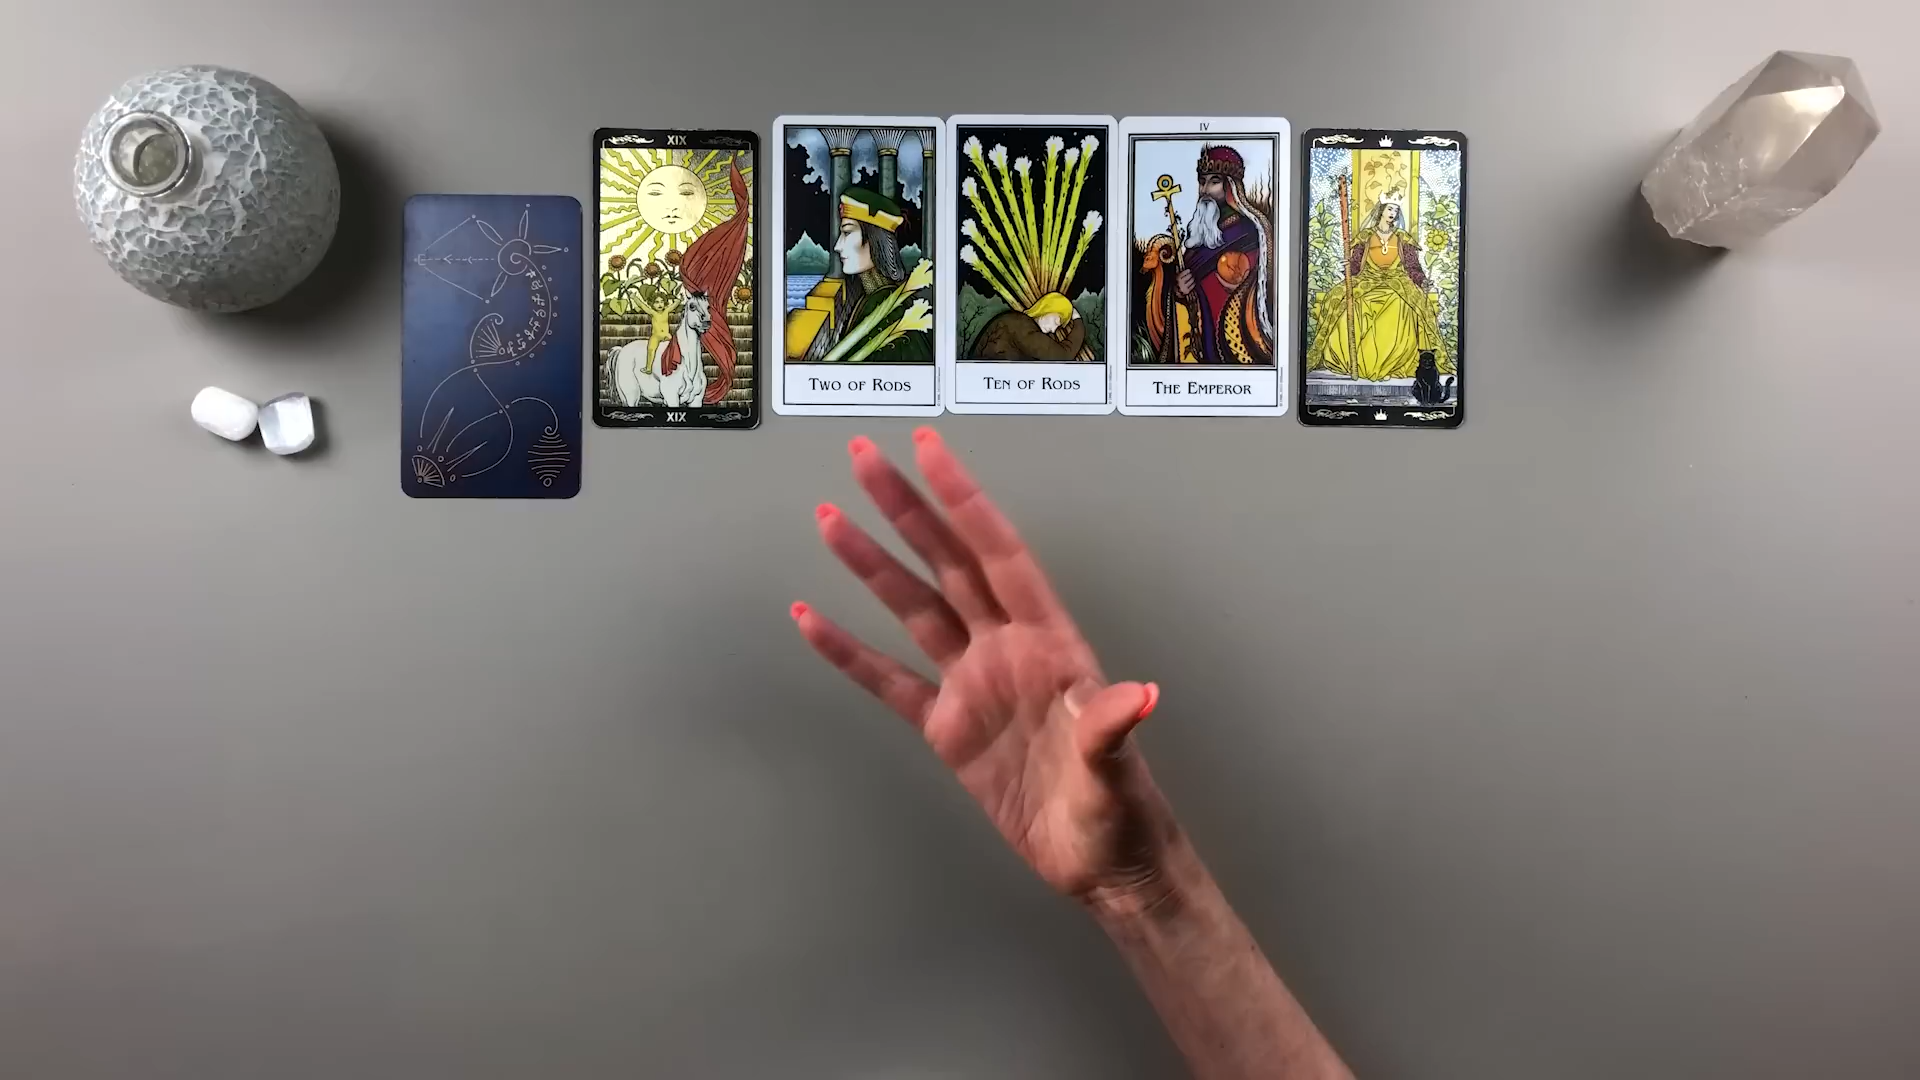 XIX
XIX
TWO OF RODS
TEN OF RODS
IV
THE EMPEROR